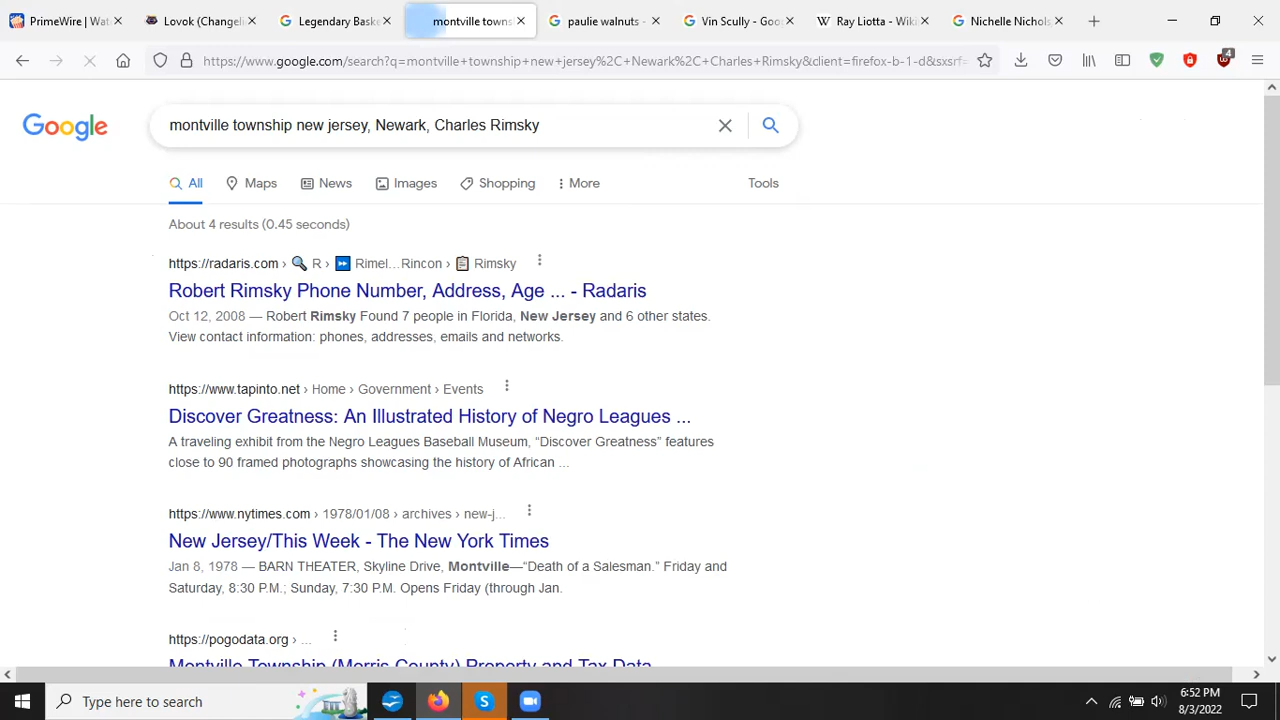 PrimeWire | Wat
Lovok (Changeli
Legendary Baske
montville towns
paulie walnuts -
Vin Scully - Goo
Ray Liotta - Wiki
Nichelle Nichols
https://www.google.com/search?q=montville+township+new+jersey%2C+Newark%2C+Charles+Rimsky&client=firefox-b-1-d&sxsrf=
4
Google
montville township new jersey, Newark, Charles Rimsky
All
Maps
News
Images
Shopping
More
Tools
About 4 results (0.45 seconds)
https://radaris.com › R › Rimel...Rincon › Rimsky
Robert Rimsky Phone Number, Address, Age ... - Radaris
Oct 12, 2008 — Robert Rimsky Found 7 people in Florida, New Jersey and 6 other states.
View contact information: phones, addresses, emails and networks.
https://www.tapinto.net › Home › Government › Events
Discover Greatness: An Illustrated History of Negro Leagues ...
A traveling exhibit from the Negro Leagues Baseball Museum, “Discover Greatness” features
close to 90 framed photographs showcasing the history of African ...
https://www.nytimes.com › 1978/01/08 › archives › new-j...
New Jersey/This Week - The New York Times
Jan 8, 1978 — BARN THEATER, Skyline Drive, Montville—“Death of a Salesman.” Friday and
Saturday, 8:30 P.M.; Sunday, 7:30 P.M. Opens Friday (through Jan.
https://pogodata.org › ...
Montville Township (Morris County) Property and Tax Data
Type here to search
6:52 PM
8/3/2022